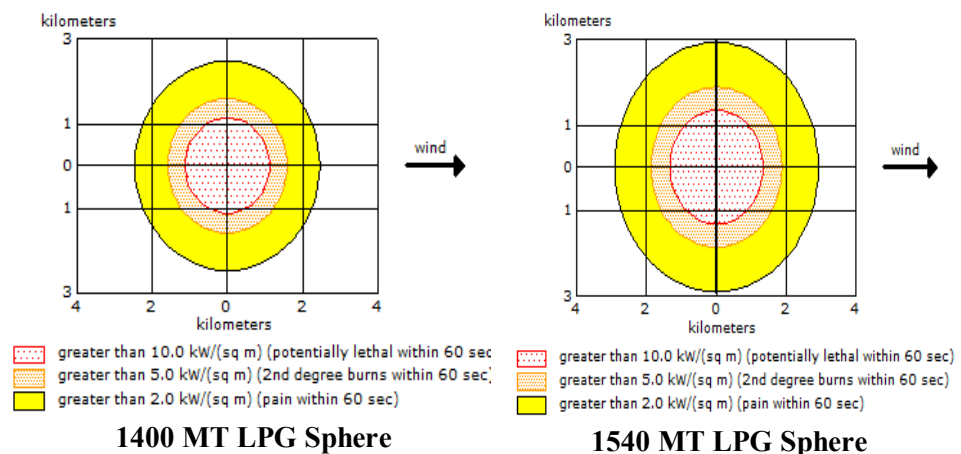 kilometers
3
1
0
1
3
4 2 0 2 4
kilometers
wind
greater than 10.0 kW/(sq m) (potentially lethal within 60 sec
greater than 5.0 kW/(sq m) (2nd degree burns within 60 sec
greater than 2.0 kW/(sq m) (pain within 60 sec)
1400 MT LPG Sphere
kilometers
3
1
0
1
3
4 2 0 2 4
kilometers
wind
greater than 10.0 kW/(sq m) (potentially lethal within 60 sec)
greater than 5.0 kW/(sq m) (2nd degree burns within 60 sec)
greater than 2.0 kW/(sq m) (pain within 60 sec)
1540 MT LPG Sphere